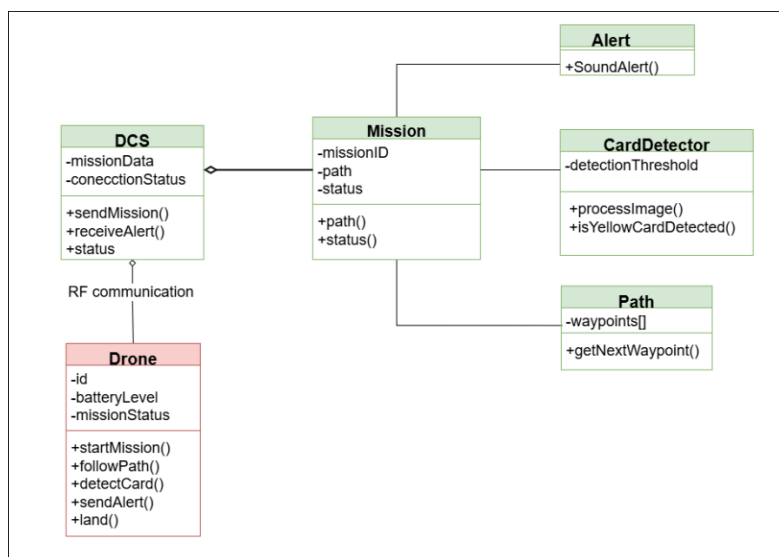 Alert
+SoundAlert()
DCS
-missionData
-conecctionStatus
+sendMission()
+receiveAlert()
+status
Mission
-missionID
-path
-status
+path()
+status()
CardDetector
-detectionThreshold
+processImage()
+isYellowCardDetected()
RF communication
Path
-waypoints[]
+getNextWaypoint()
Drone
-id
-batteryLevel
-missionStatus
+startMission()
+followPath()
+detectCard()
+sendAlert()
+land()